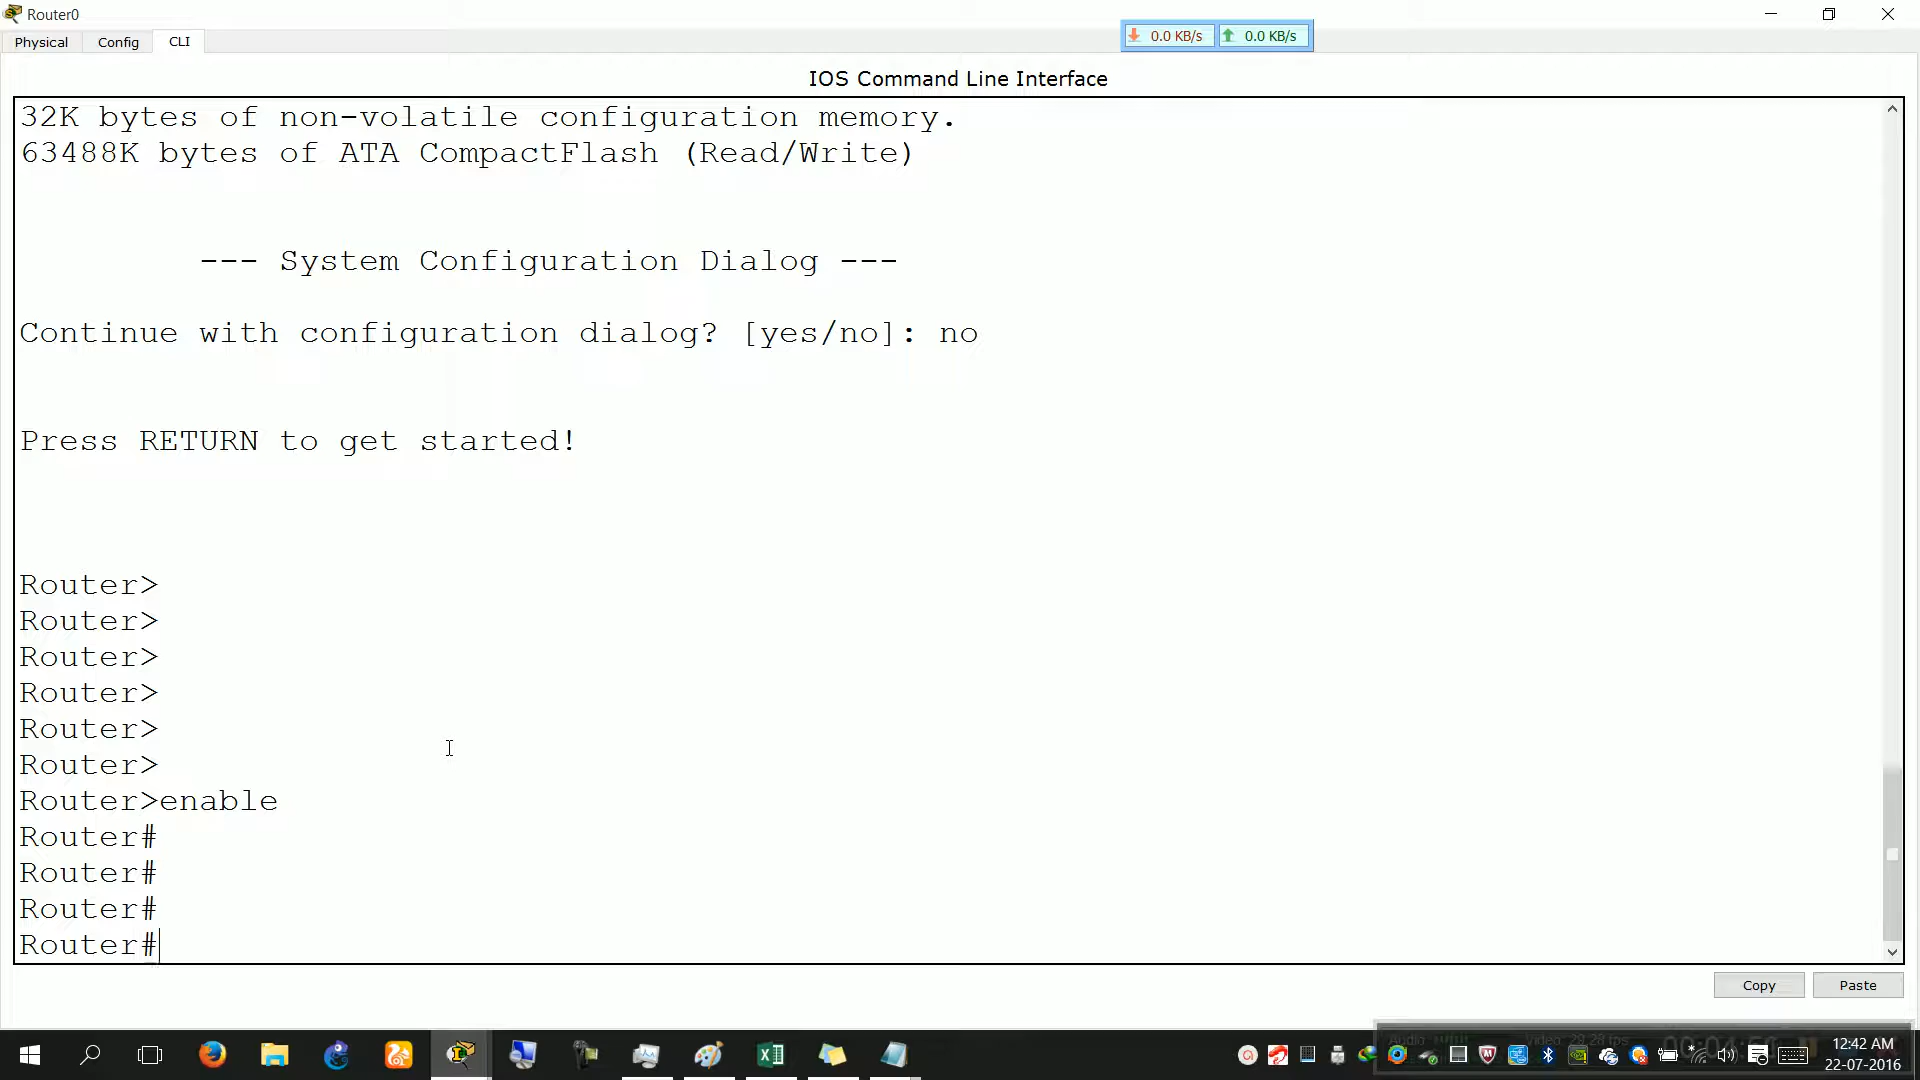 Router0
Physical
Config
CLI
0.0 KB/s
0.0 KB/s
IOS Command Line Interface
32K bytes of non-volatile configuration memory.
63488K bytes of ATA CompactFlash (Read/Write)
--- System Configuration Dialog ---
Continue with configuration dialog? [yes/no]: no
Press RETURN to get started!
Router>
Router>
Router>
Router>
Router>
Router>
Router>enable
Router#
Router#
Router#
Router#
Copy
Paste
12:42 AM
22-07-2016